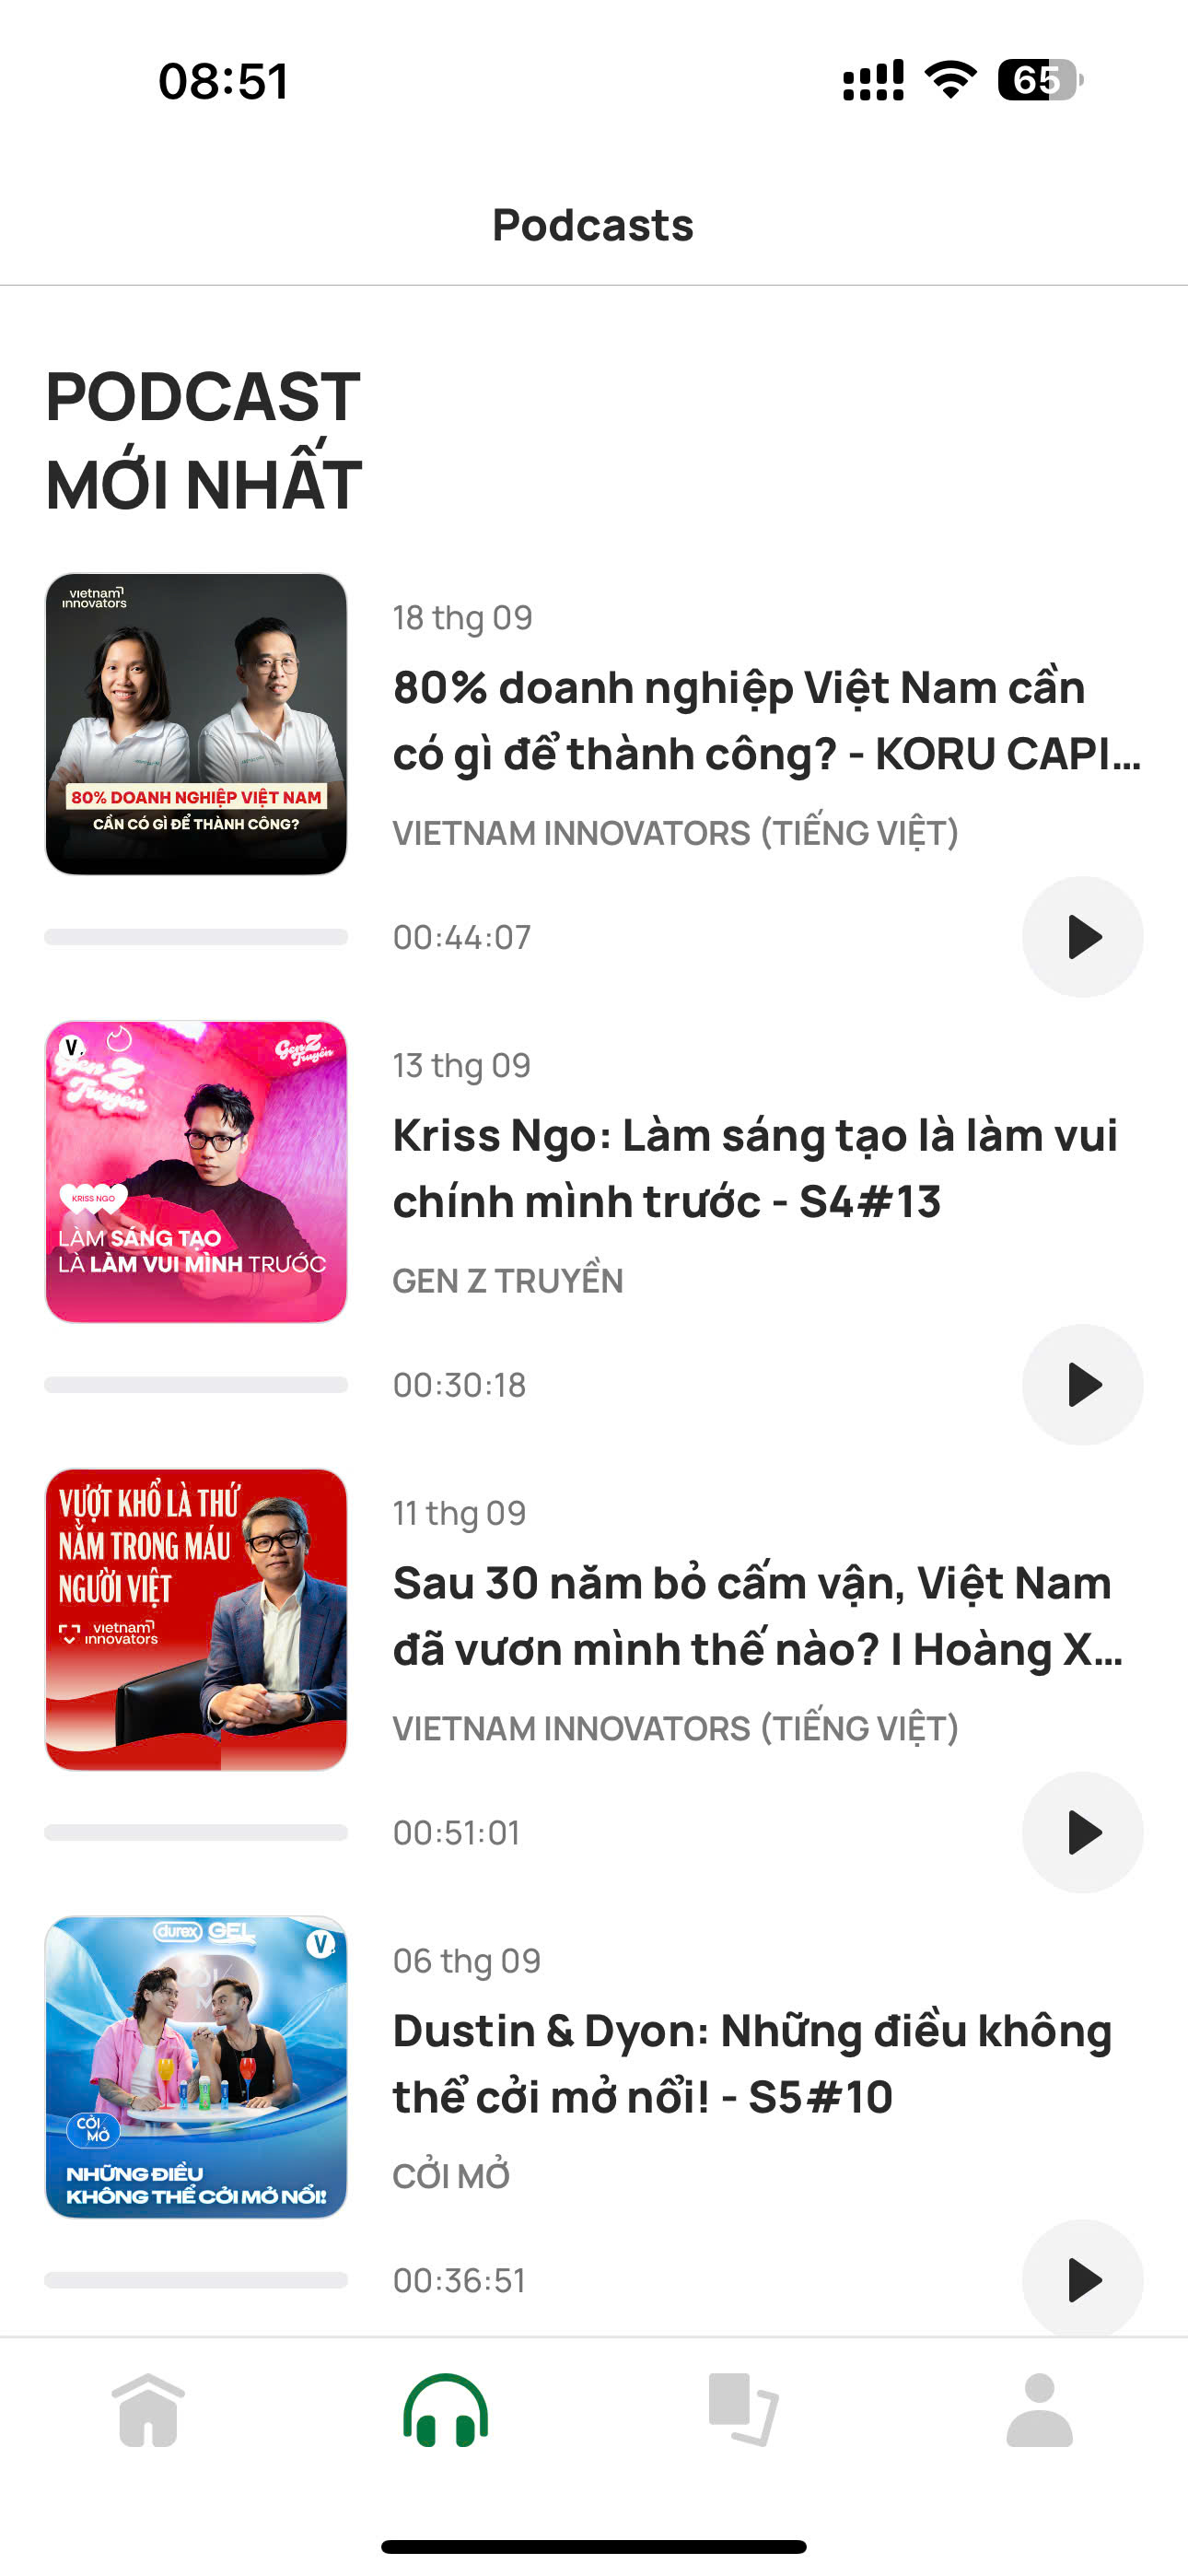 08:51
65
Podcasts
PODCAST
MỚI NHẤT
vietnam
innovators
80% DOANH NGHIỆP VIỆT NAM
CẦN CÓ GÌ ĐỂ THÀNH CÔNG?
18 thg 09
80% doanh nghiệp Việt Nam cần
có gì để thành công? - KORU CAPI...
VIETNAM INNOVATORS (TIẾNG VIỆT)
00:44:07
V.
Gen Z
Truyền
Gen Z
Truyền
KRISS NGO
LÀM SÁNG TẠO
LÀ LÀM VUI MÌNH TRƯỚC
13 thg 09
Kriss Ngo: Làm sáng tạo là làm vui
chính mình trước - S4#13
GEN Z TRUYỀN
00:30:18
VƯỢT KHỔ LÀ THỨ
NẰM TRONG MÁU
NGƯỜI VIỆT
vietnam
innovators
11 thg 09
Sau 30 năm bỏ cấm vận, Việt Nam
đã vươn mình thế nào? I Hoàng X...
VIETNAM INNOVATORS (TIẾNG VIỆT)
00:51:01
durex GEL
V.
CỞI
MỞ
NHỮNG ĐIỀU
KHÔNG THỂ CỞI MỞ NỔI!
06 thg 09
Dustin & Dyon: Những điều không
thể cởi mở nổi! - S5#10
CỞI MỞ
00:36:51